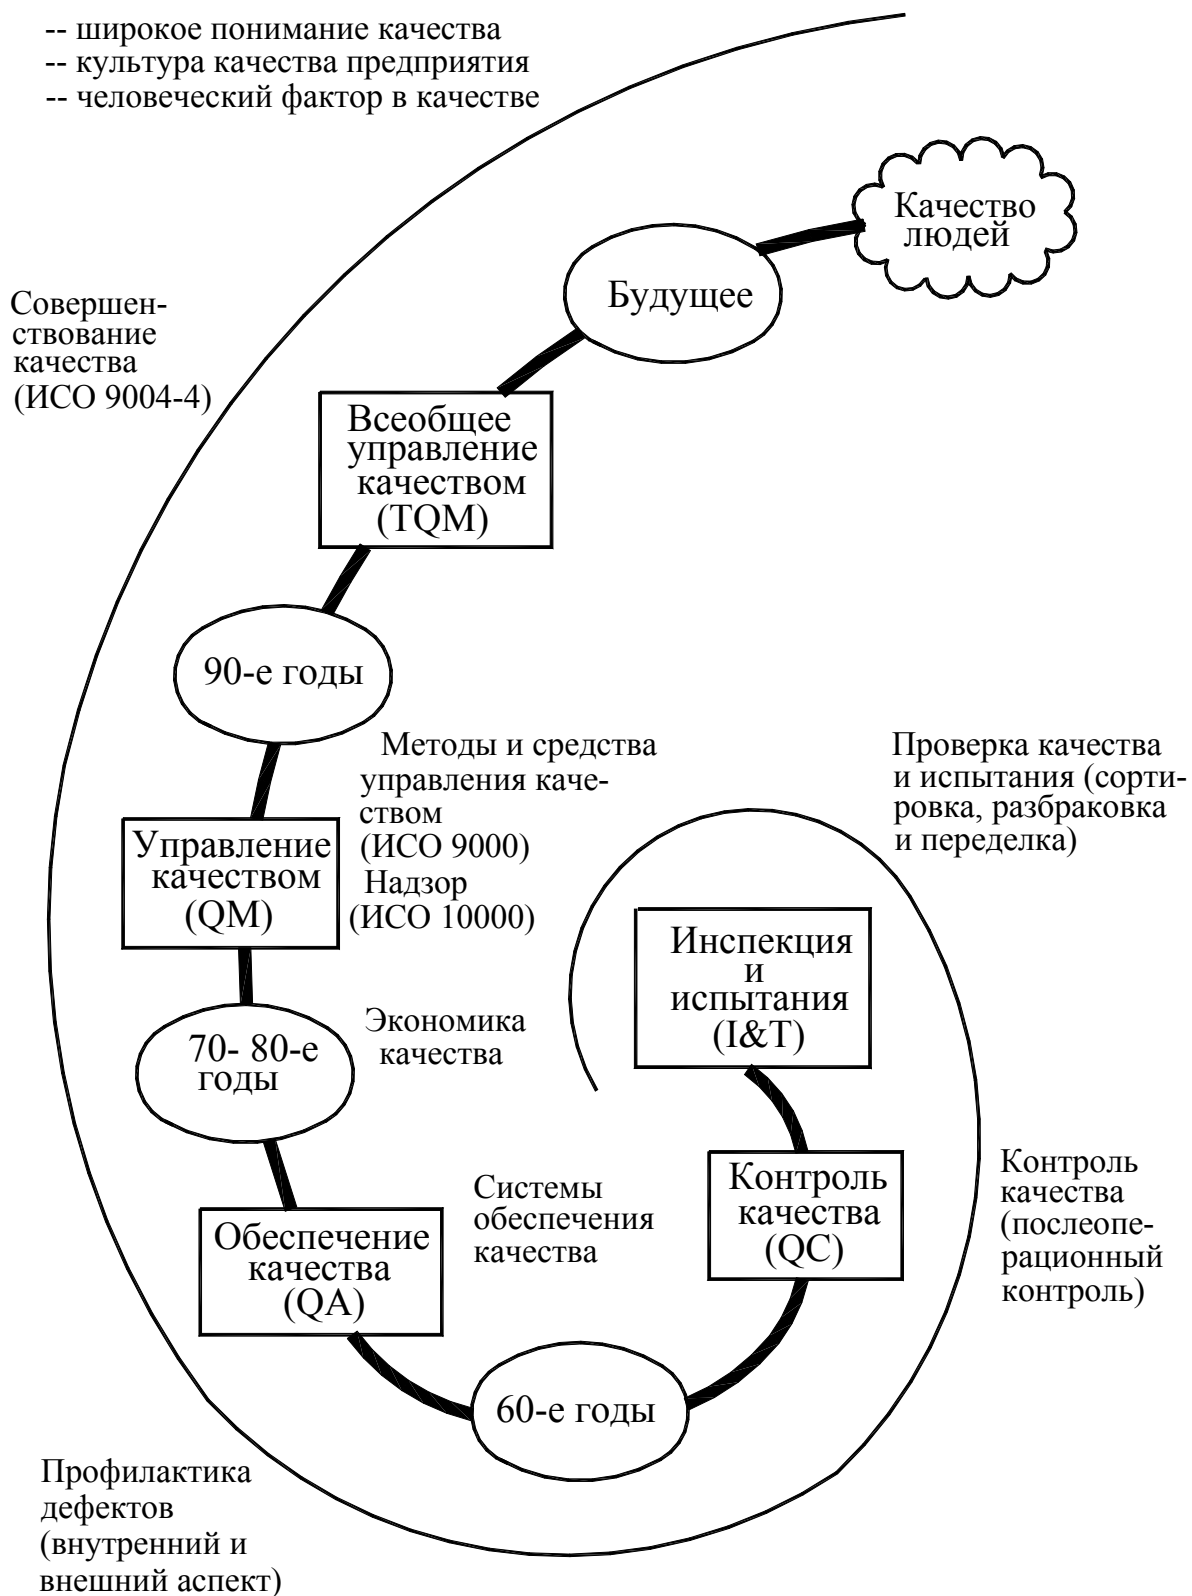 -- широкое понимание качества
-- культура качества предприятия
-- человеческий фактор в качестве
Качество
людей
Будущее
Совершен-
ствование
качества
(ИСО 9004-4)
Всеобщее
управление
качеством
(TQM)
90-е годы
Методы и средства
управления каче-
ством
(ИСО 9000)
Надзор
(ИСО 10000)
Проверка качества
и испытания (сорти-
ровка, разбраковка
и переделка)
Управление
качеством
(QM)
Инспекция
и
испытания
(I&T)
70- 80-е
годы
Экономика
качества
Контроль
качества
(QC)
Контроль
качества
(послеопе-
рационный
контроль)
Системы
обеспечения
качества
Обеспечение
качества
(QA)
60-е годы
Профилактика
дефектов
(внутренний и
внешний аспект)